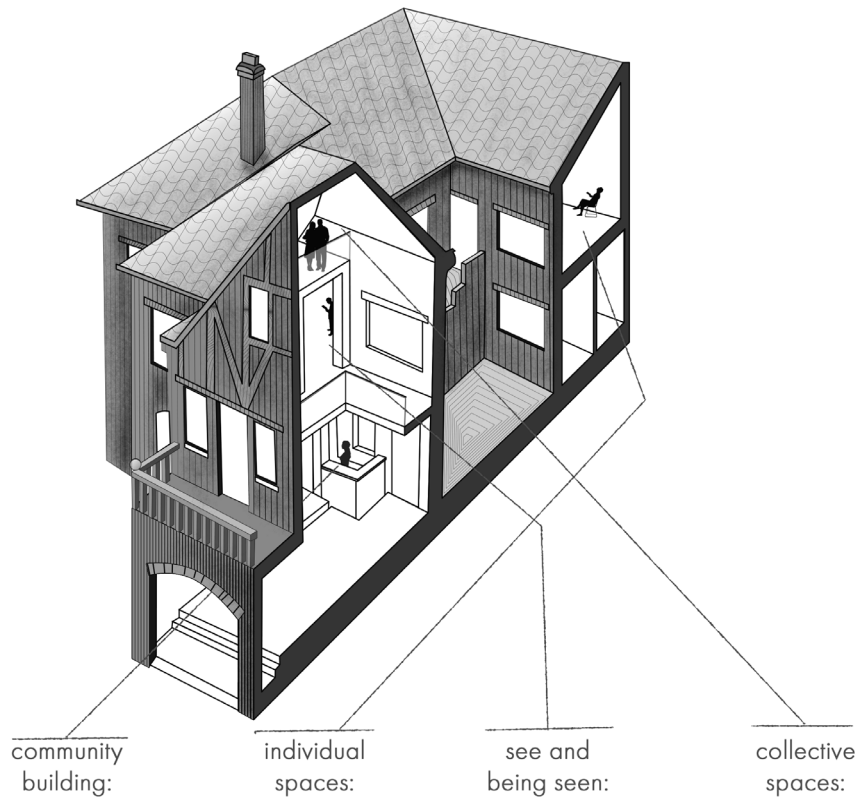 community
building:
individual
spaces:
see and
being seen:
collective
spaces: